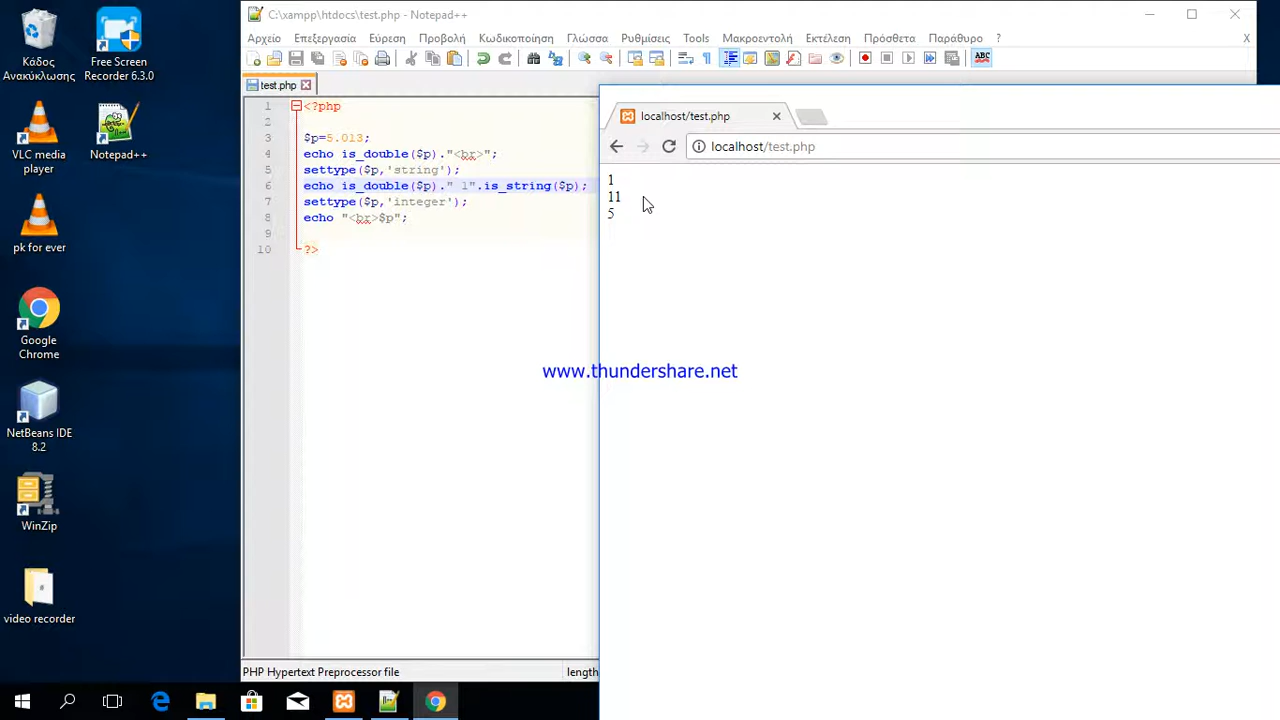 Κάδος
Ανακύκλωσης
Free Screen
Recorder 6.3.0
VLC media
player
Notepad++
pk for ever
Google
Chrome
NetBeans IDE
8.2
WinZip
video recorder
C:\xampp\htdocs\test.php - Notepad++
Αρχείο Επεξεργασία Εύρεση Προβολή Κωδικοποίηση Γλώσσα Ρυθμίσεις Tools Μακροεντολή Εκτέλεση Πρόσθετα Παράθυρο ? X
ABC
test.php
1 <?php
2
3 $p=5.013;
4 echo is_double($p)."<br>";
5 settype($p,'string');
6 echo is_double($p)." 1".is_string($p);
7 settype($p,'integer');
8 echo "<br>$p";
9
10 ?>
PHP Hypertext Preprocessor file length
localhost/test.php
localhost/test.php
1
11
5
www.thundershare.net